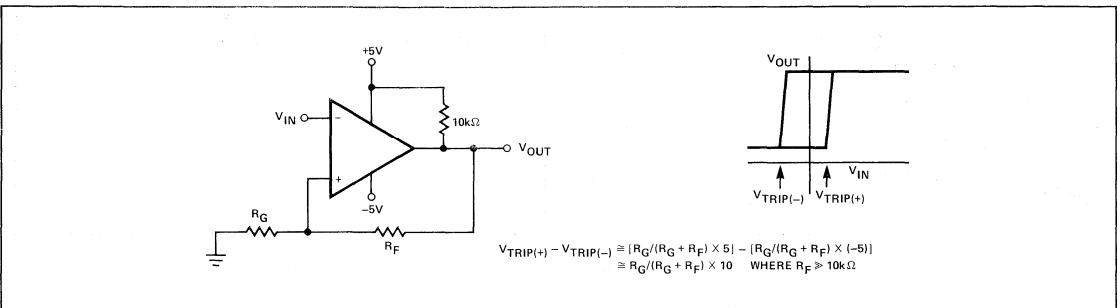 +5V
V_IN
−
10kΩ
V_OUT
+
−5V
R_G
R_F
V_OUT
V_IN
V_TRIP(−) V_TRIP(+)
V_TRIP(+) − V_TRIP(−) ≅ [R_G/(R_G + R_F) × 5] − [R_G/(R_G + R_F) × (−5)]
≅ R_G/(R_G + R_F) × 10 WHERE R_F ≫ 10kΩ